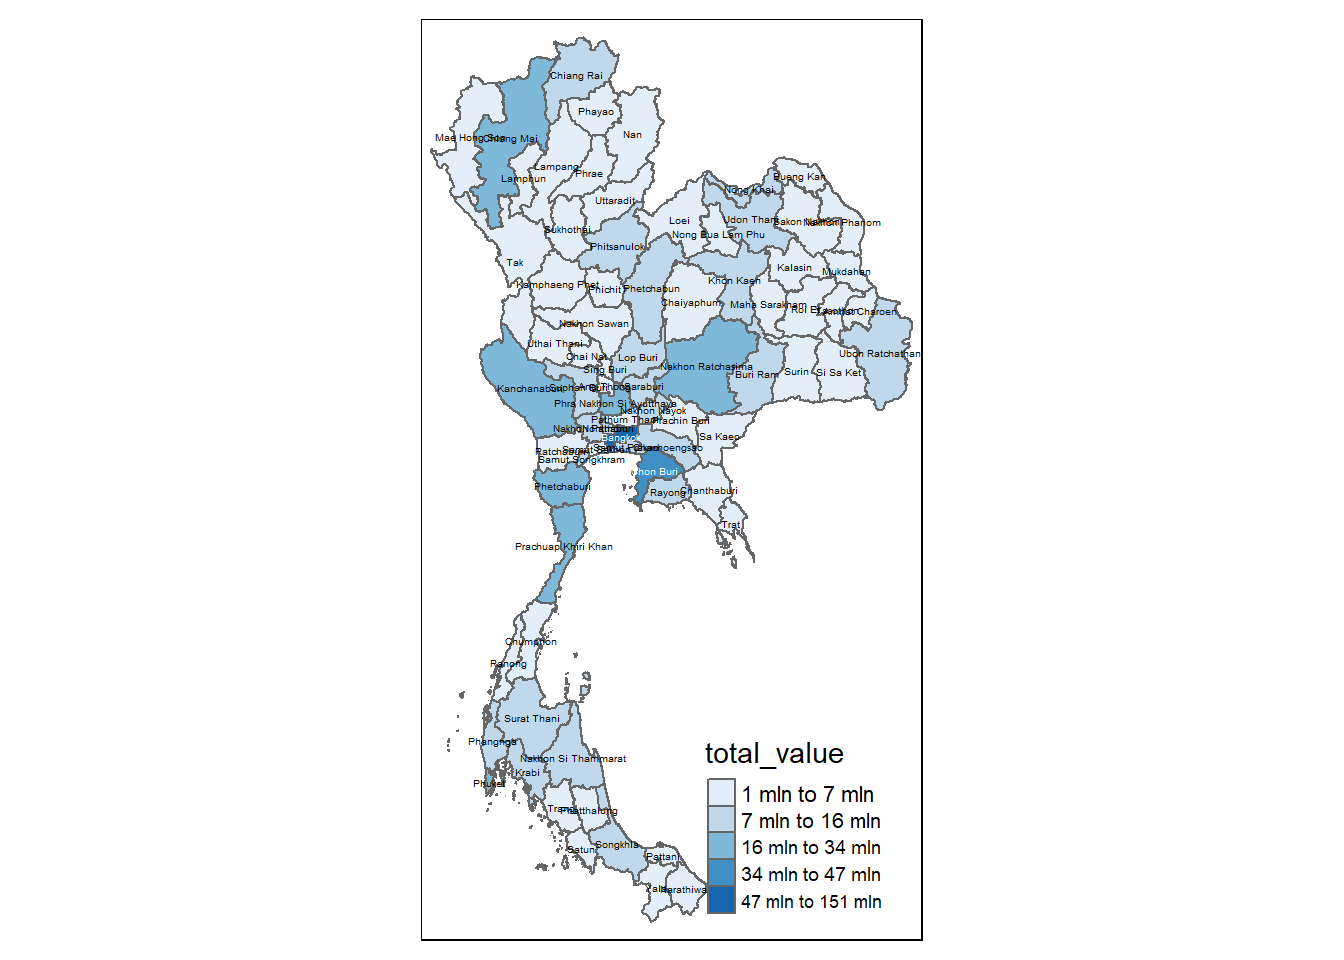 Chiang Rai
Phayao
Nan
Mae Hong Son
Chiang Mai
Lampang
Phrae
Lamphun
Uttaradit
Sukhothai
Phitsanulok
Tak
Kamphaeng Phet
Phichit
Phetchabun
Loei
Nong Bua Lam Phu
Nong Khai
Udon Thani
Bueng Kan
Sakon Nakhon
Nakhon Phanom
Kalasin
Mukdahan
Khon Kaen
Chaiyaphum
Maha Sarakham
Roi Et
Amnat Charoen
Ubon Ratchathan
Nakhon Sawan
Uthai Thani
Chai Nat
Sing Buri
Lop Buri
Nakhon Ratchasima
Buri Ram
Surin
Si Sa Ket
Kanchanaburi
Suphan Buri
Ang Thong
Saraburi
Phra Nakhon Si Ayutthaya
Nakhon Nayok
Pathum Thani
Prachin Buri
Nakhon Pathom
Bangkok
Sa Kaeo
Ratchaburi
Samut Sakhon
Chachoengsao
Samut Songkhram
Chon Buri
Phetchaburi
Rayong
Chanthaburi
Trat
Prachuap Khiri Khan
Chumphon
Ranong
Surat Thani
Phangnga
Nakhon Si Thammarat
Krabi
Phuket
Trang
Phatthalung
Satun
Songkhla
Pattani
Yala
Narathiwat
total_value
1 mln to 7 mln
7 mln to 16 mln
16 mln to 34 mln
34 mln to 47 mln
47 mln to 151 mln